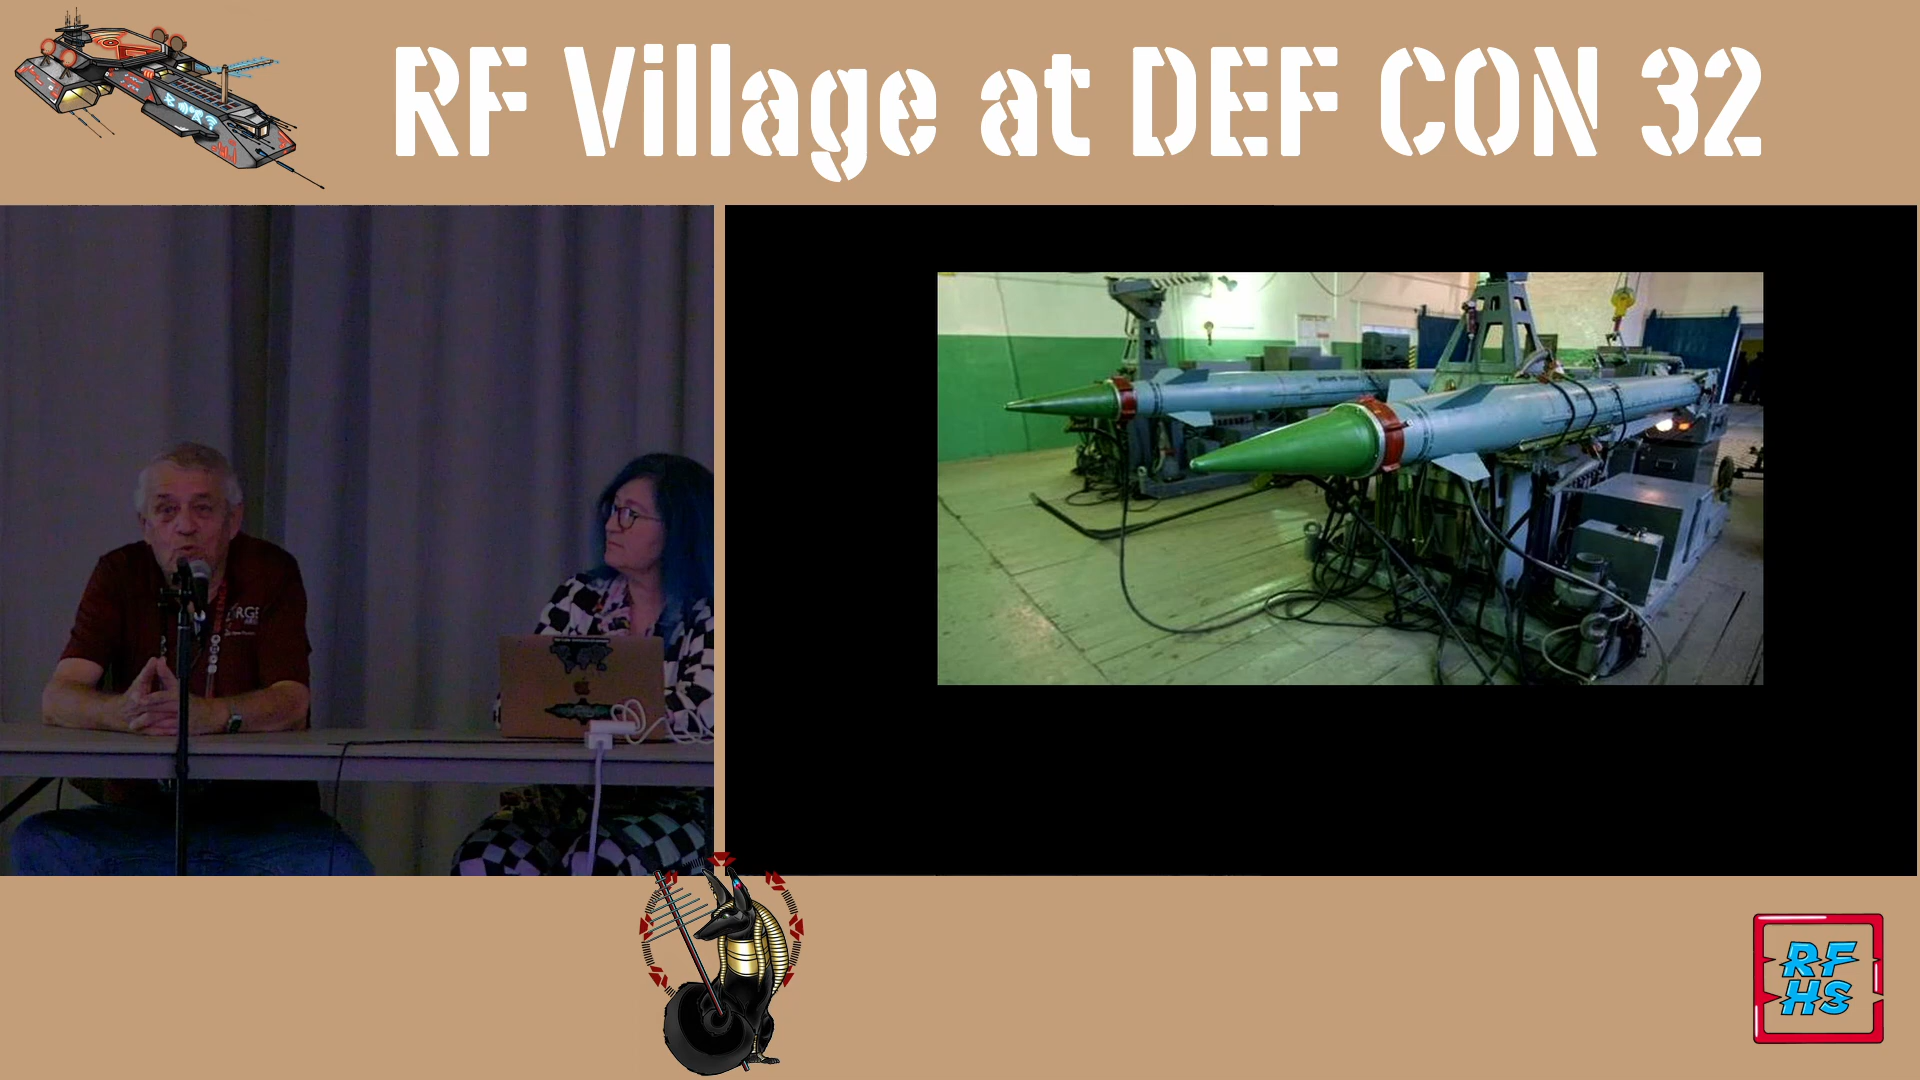 RF Village at DEF CON 32
RF
HS